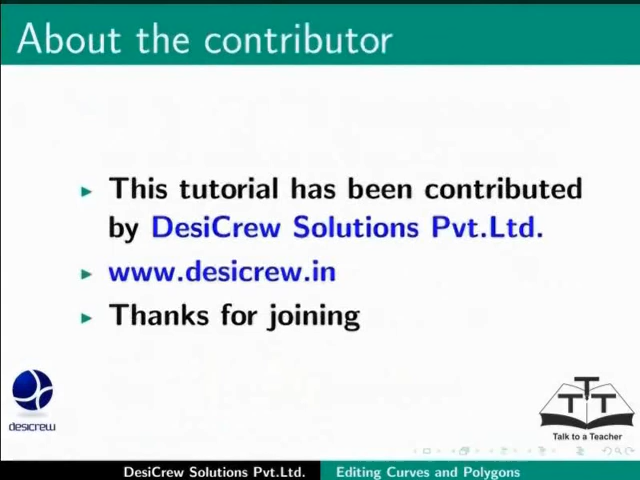 About the contributor
This tutorial has been contributed
by DesiCrew Solutions Pvt.Ltd.
www.desicrew.in
Thanks for joining
desicrew
TTT
Talk to a Teacher
DesiCrew Solutions Pvt.Ltd. Editing Curves and Polygons